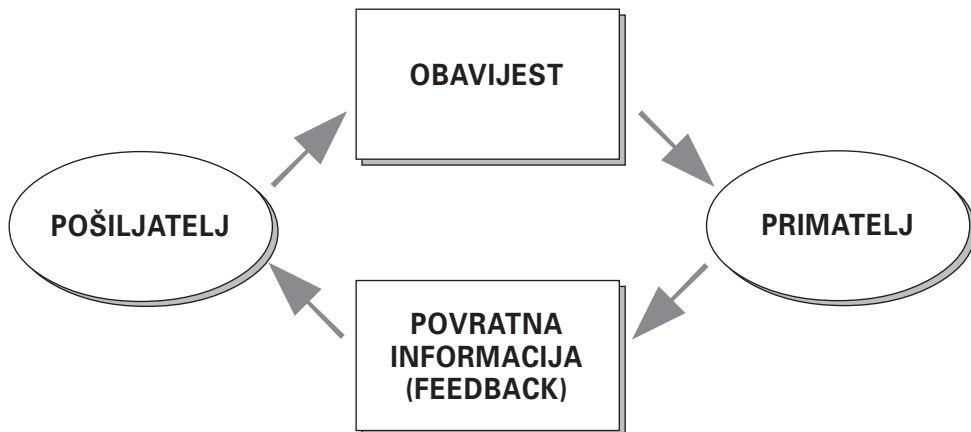 OBAVIJEST
POŠILJATELJ
PRIMATELJ
POVRATNA
INFORMACIJA
(FEEDBACK)